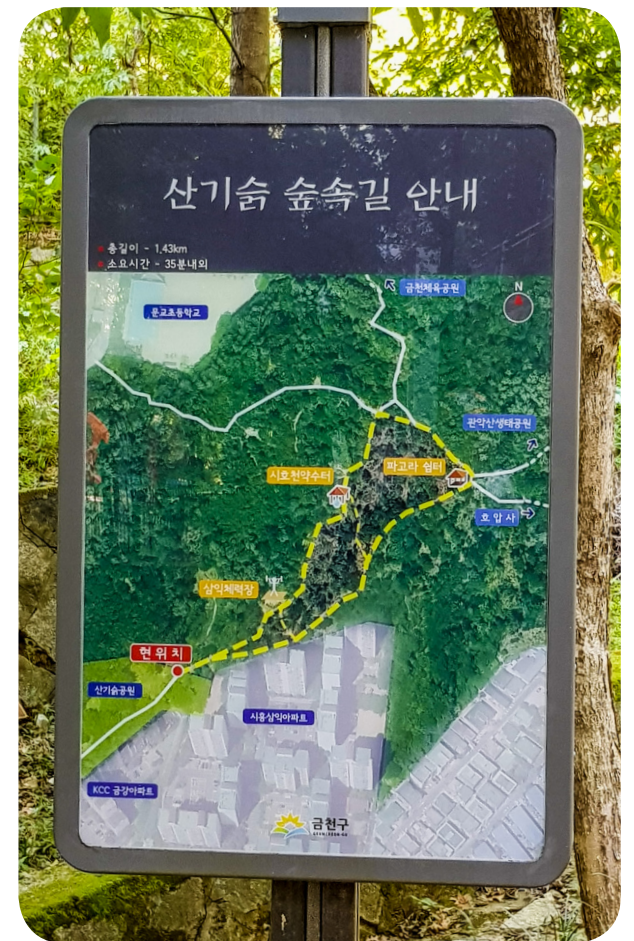 산기슭 숲속길 안내
총길이 - 1.43km
소요시간 - 35분내외
금천체육공원
N
문교초등학교
관악산생태공원
시흥천약수터
파고라 쉼터
호압사
삼익체력장
현위치
산기슭공원
시흥삼익아파트
KCC 금강아파트
금천구